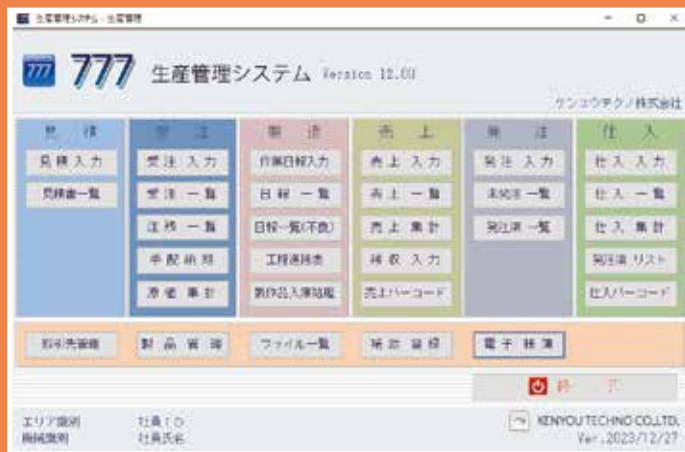 生産管理システム - 生産管理
777 777 生産管理システム Version 12.0U
ケンユウテクノ株式会社
見 積 受 注 製 造 売 上 発 注 仕 入
見積入力 受注入力 作業日報入力 売上入力 発注入力 仕入入力
見積書一覧 受注一覧 日報一覧 売上一覧 未発注一覧 仕入一覧
注残一覧 日報一覧(不良) 売上集計 発注済一覧 仕入集計
手配納期 工程進捗表 検収入力 発注済リスト
原価集計 製作品入庫処理 売上バーコード 仕入バーコード
取引先管理 製品管理 ファイル一覧 補助登録 電子帳簿
終 了
エリア識別 社員ID KENYOU TECHNO CO.,LTD.
機械識別 社員氏名 Ver.2023/12/27